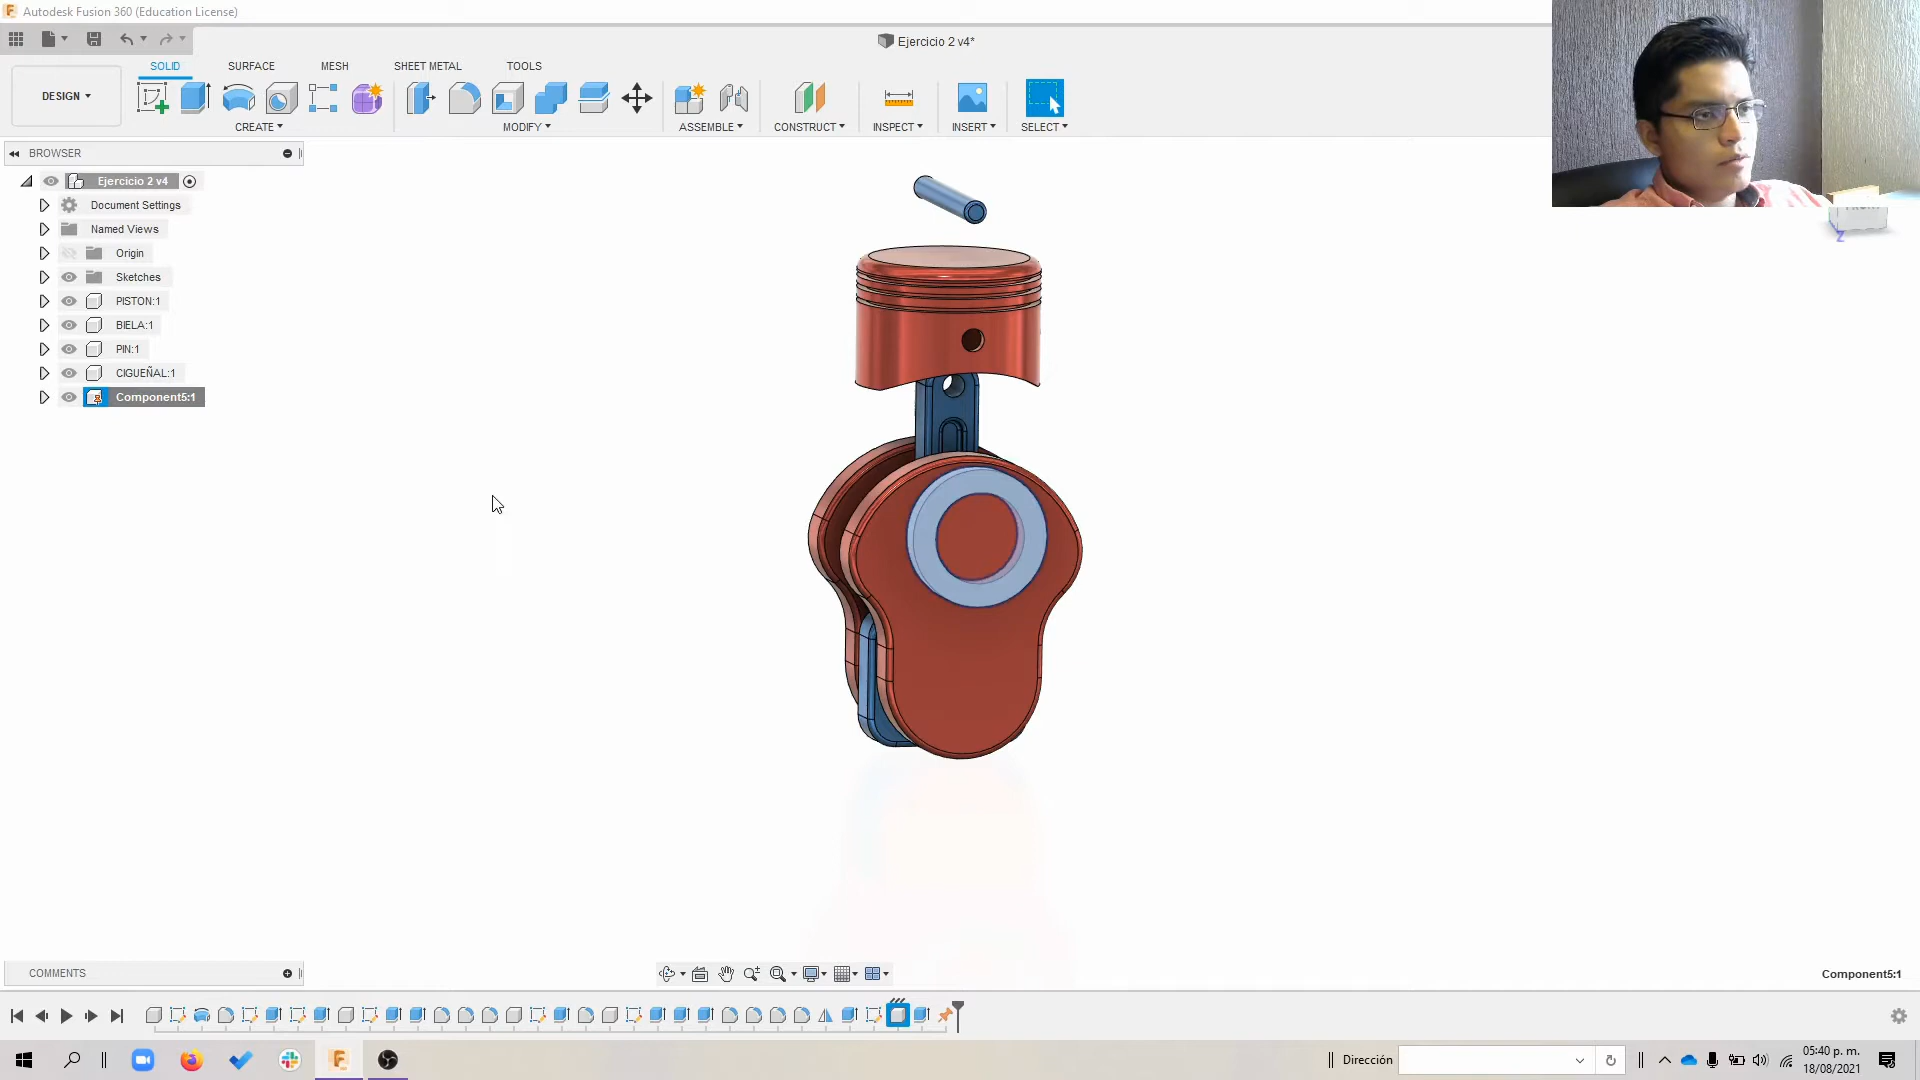 Autodesk Fusion 360 (Education License)
Ejercicio 2 v4*
SOLID SURFACE MESH SHEET METAL TOOLS
DESIGN
CREATE MODIFY ASSEMBLE CONSTRUCT INSPECT INSERT SELECT
BROWSER
Ejercicio 2 v4
Document Settings
Named Views
Origin
Sketches
PISTON:1
BIELA:1
PIN:1
CIGUEÑAL:1
Component5:1
Z
COMMENTS
Component5:1
Dirección
05:40 p. m.
18/08/2021